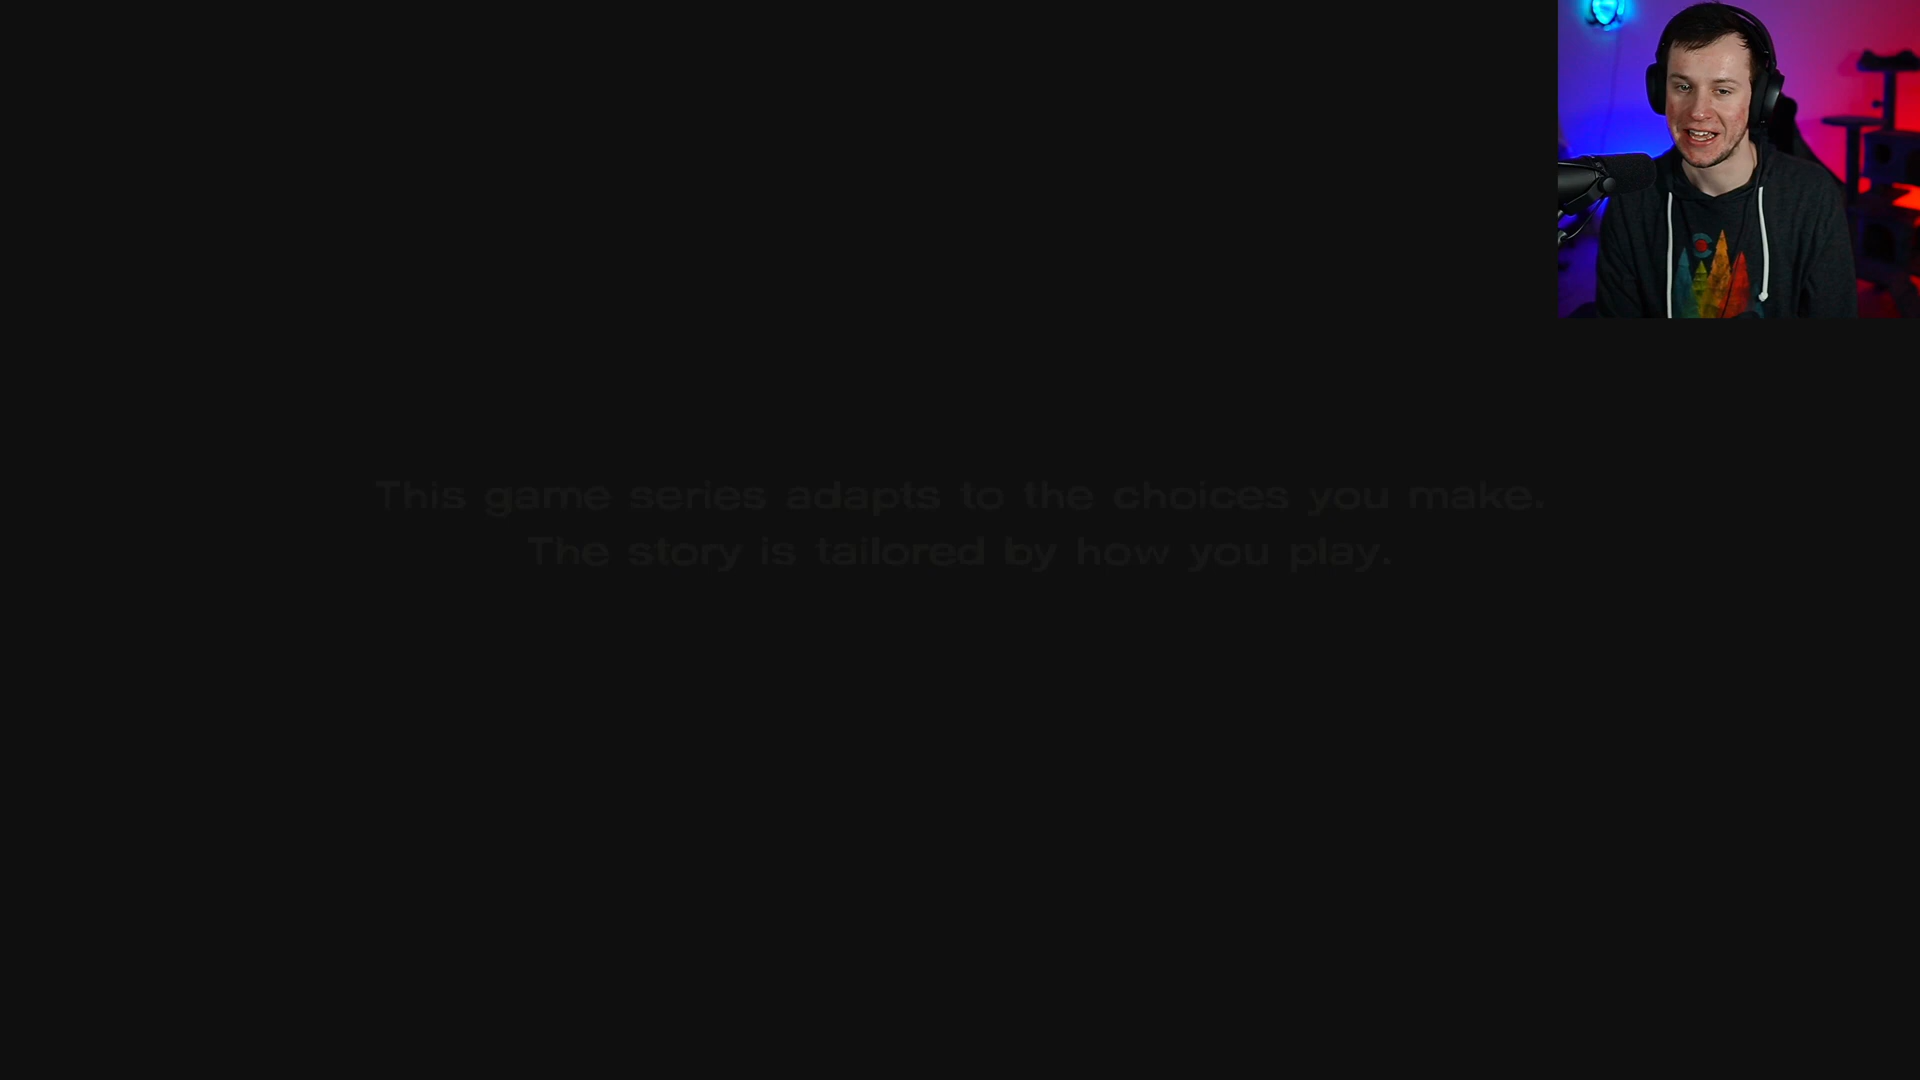 This game series adapts to the choices you make.
The story is tailored by how you play.